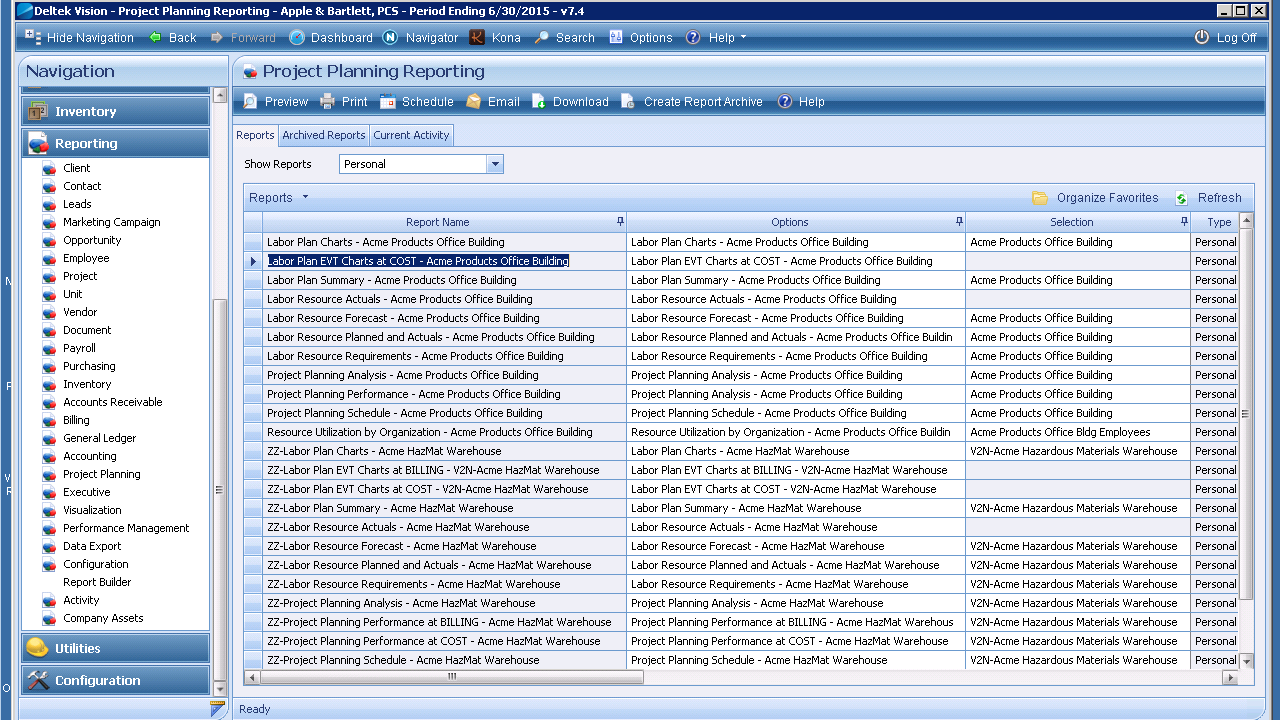 Deltek Vision - Project Planning Reporting - Apple & Bartlett, PCS - Period Ending 6/30/2015 - v7.4
Hide Navigation Back Forward Dashboard Navigator Kona Search Options Help Log Off
Navigation
Inventory
Reporting
Client
Contact
Leads
Marketing Campaign
Opportunity
Employee
Project
Unit
Vendor
Document
Payroll
Purchasing
Inventory
Accounts Receivable
Billing
General Ledger
Accounting
Project Planning
Executive
Visualization
Performance Management
Data Export
Configuration
Report Builder
Activity
Company Assets
Utilities
Configuration
Project Planning Reporting
Preview Print Schedule Email Download Create Report Archive Help
Reports Archived Reports Current Activity
Show Reports Personal
Reports Organize Favorites Refresh
Report Name Options Selection Type
Labor Plan Charts - Acme Products Office Building Labor Plan Charts - Acme Products Office Building Acme Products Office Building Personal
Labor Plan EVT Charts at COST - Acme Products Office Building Labor Plan EVT Charts at COST - Acme Products Office Building Personal
Labor Plan Summary - Acme Products Office Building Labor Plan Summary - Acme Products Office Building Acme Products Office Building Personal
Labor Resource Actuals - Acme Products Office Building Labor Resource Actuals - Acme Products Office Building Personal
Labor Resource Forecast - Acme Products Office Building Labor Resource Forecast - Acme Products Office Building Acme Products Office Building Personal
Labor Resource Planned and Actuals - Acme Products Office Building Labor Resource Planned and Actuals - Acme Products Office Buildin Acme Products Office Building Personal
Labor Resource Requirements - Acme Products Office Building Labor Resource Requirements - Acme Products Office Building Acme Products Office Building Personal
Project Planning Analysis - Acme Products Office Building Project Planning Analysis - Acme Products Office Building Acme Products Office Building Personal
Project Planning Performance - Acme Products Office Building Project Planning Analysis - Acme Products Office Building Acme Products Office Building Personal
Project Planning Schedule - Acme Products Office Building Project Planning Schedule - Acme Products Office Building Acme Products Office Building Personal
Resource Utilization by Organization - Acme Products Office Building Resource Utilization by Organization - Acme Products Office Buildin Acme Products Office Bldg Employees Personal
ZZ-Labor Plan Charts - Acme HazMat Warehouse Labor Plan Charts - Acme HazMat Warehouse V2N-Acme Hazardous Materials Warehouse Personal
ZZ-Labor Plan EVT Charts at BILLING - V2N-Acme HazMat Warehouse Labor Plan EVT Charts at BILLING - V2N-Acme HazMat Warehouse Personal
ZZ-Labor Plan EVT Charts at COST - V2N-Acme HazMat Warehouse Labor Plan EVT Charts at COST - V2N-Acme HazMat Warehouse Personal
ZZ-Labor Plan Summary - Acme HazMat Warehouse Labor Plan Summary - Acme HazMat Warehouse V2N-Acme Hazardous Materials Warehouse Personal
ZZ-Labor Resource Actuals - Acme HazMat Warehouse Labor Resource Actuals - Acme HazMat Warehouse Personal
ZZ-Labor Resource Forecast - Acme HazMat Warehouse Labor Resource Forecast - Acme HazMat Warehouse V2N-Acme Hazardous Materials Warehouse Personal
ZZ-Labor Resource Planned and Actuals - Acme HazMat Warehouse Labor Resource Planned and Actuals - Acme HazMat Warehouse V2N-Acme Hazardous Materials Warehouse Personal
ZZ-Labor Resource Requirements - Acme HazMat Warehouse Labor Resource Requirements - Acme HazMat Warehouse V2N-Acme Hazardous Materials Warehouse Personal
ZZ-Project Planning Analysis - Acme HazMat Warehouse Project Planning Analysis - Acme HazMat Warehouse V2N-Acme Hazardous Materials Warehouse Personal
ZZ-Project Planning Performance at BILLING - Acme HazMat Warehouse Project Planning Performance at BILLING - Acme HazMat Warehous V2N-Acme Hazardous Materials Warehouse Personal
ZZ-Project Planning Performance at COST - Acme HazMat Warehouse Project Planning Performance at COST - Acme HazMat Warehouse V2N-Acme Hazardous Materials Warehouse Personal
ZZ-Project Planning Schedule - Acme HazMat Warehouse Project Planning Schedule - Acme HazMat Warehouse V2N-Acme Hazardous Materials Warehouse Personal
Ready